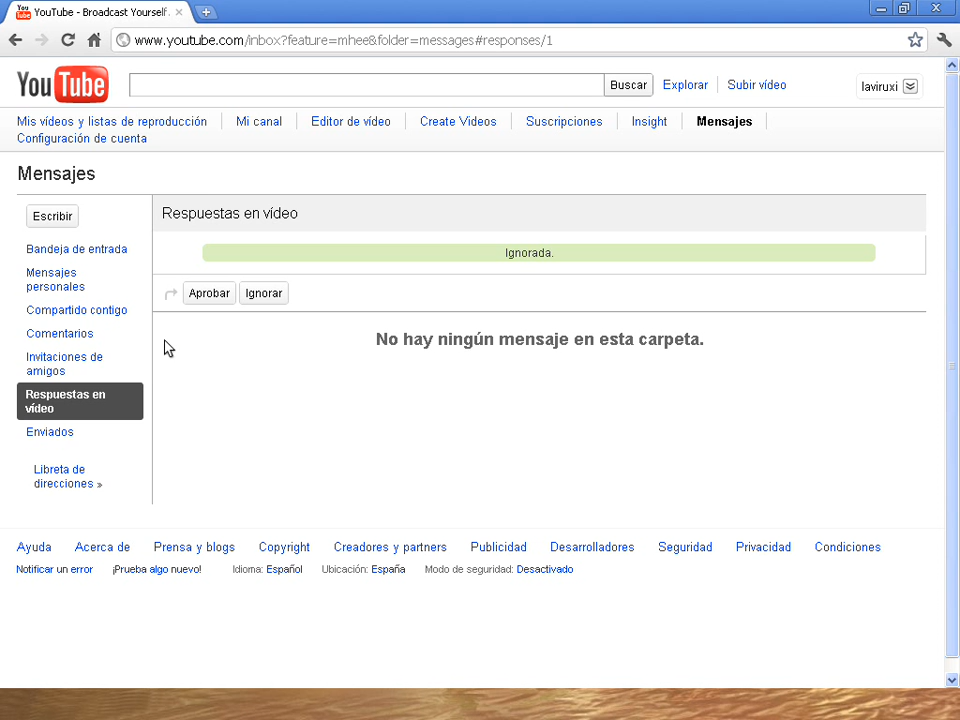 YouTube - Broadcast Yourself.
www.youtube.com/inbox?feature=mhee&folder=messages#responses/1
YouTube Buscar Explorar Subir vídeo laviruxi
Mis vídeos y listas de reproducción Mi canal Editor de vídeo Create Videos Suscripciones Insight Mensajes
Configuración de cuenta
Mensajes
Escribir
Bandeja de entrada
Mensajes
personales
Compartido contigo
Comentarios
Invitaciones de
amigos
Respuestas en
vídeo
Enviados
Libreta de
direcciones »
Respuestas en vídeo
Ignorada.
Aprobar Ignorar
No hay ningún mensaje en esta carpeta.
Ayuda Acerca de Prensa y blogs Copyright Creadores y partners Publicidad Desarrolladores Seguridad Privacidad Condiciones
Notificar un error ¡Prueba algo nuevo! Idioma: Español Ubicación: España Modo de seguridad: Desactivado